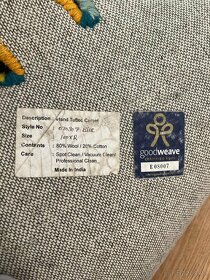 Description : Hand Tufted Carpet
Style No :
Size :
Contents : 80% Wool / 20% Cotton
Care : Spot Clean / Vacuum Clean/
Professional Clean
Made In India
goodweave
E 08007